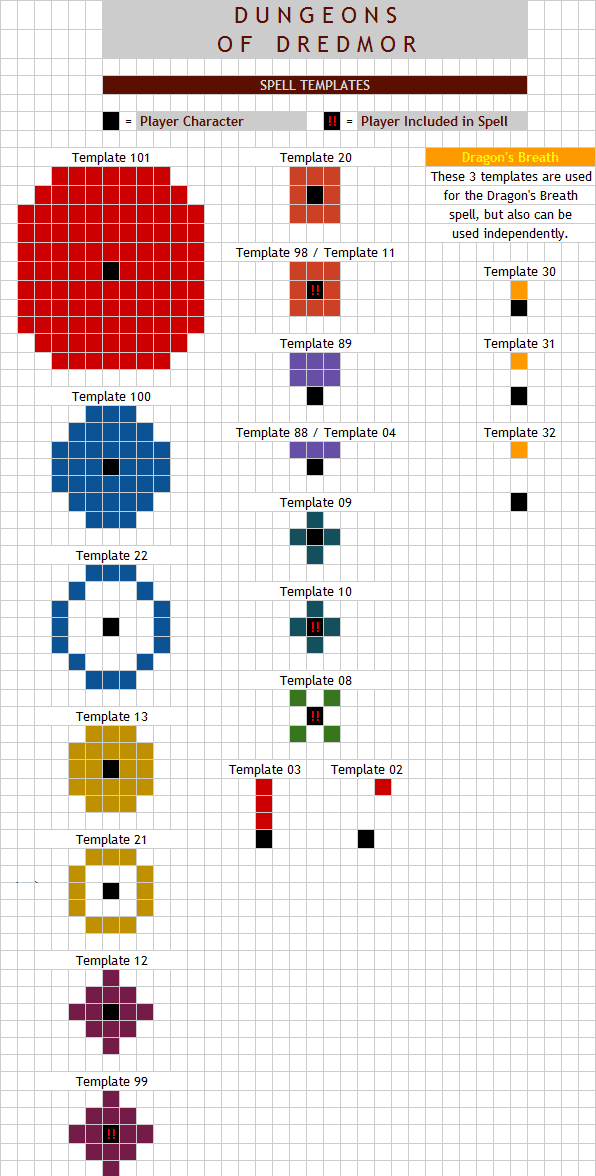 DUNGEONS
OF DREDMOR
SPELL TEMPLATES
= Player Character
!! = Player Included in Spell
Template 101
Template 20
Dragon's Breath
These 3 templates are used
for the Dragon's Breath
spell, but also can be
used independently.
Template 98 / Template 11
!!
Template 30
Template 89
Template 31
Template 100
Template 88 / Template 04
Template 32
Template 09
Template 22
Template 10
!!
Template 08
!!
Template 13
Template 03
Template 02
Template 21
Template 12
Template 99
!!